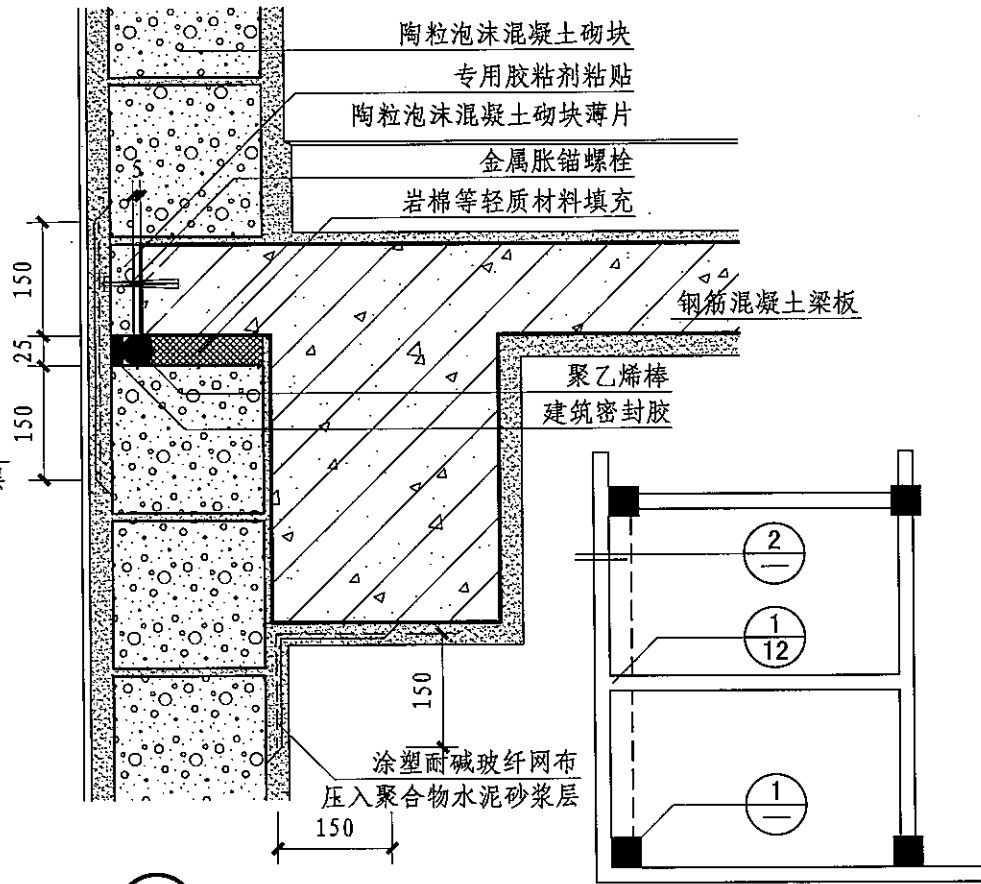 陶粒泡沫混凝土砌块
专用胶粘剂粘贴
陶粒泡沫混凝土砌块薄片
金属胀锚螺栓
岩棉等轻质材料填充
5
150
25
150
钢筋混凝土梁板
聚乙烯棒
建筑密封胶
2
1
12
150
涂塑耐碱玻纤网布
压入聚合物水泥砂浆层
150
1